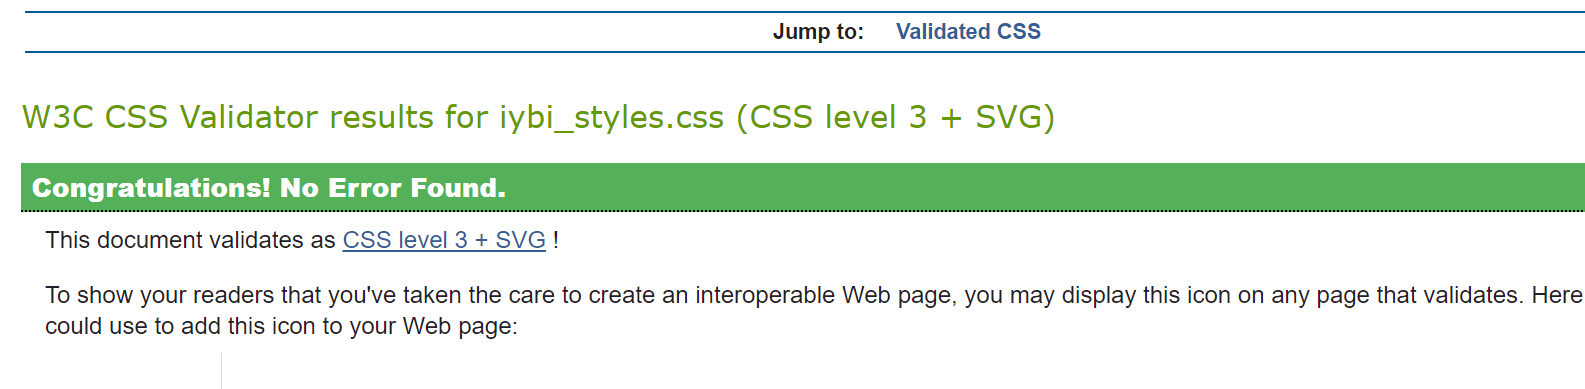 Jump to: Validated CSS
W3C CSS Validator results for iybi_styles.css (CSS level 3 + SVG)
Congratulations! No Error Found.
This document validates as CSS level 3 + SVG !
To show your readers that you've taken the care to create an interoperable Web page, you may display this icon on any page that validates. Here
could use to add this icon to your Web page: